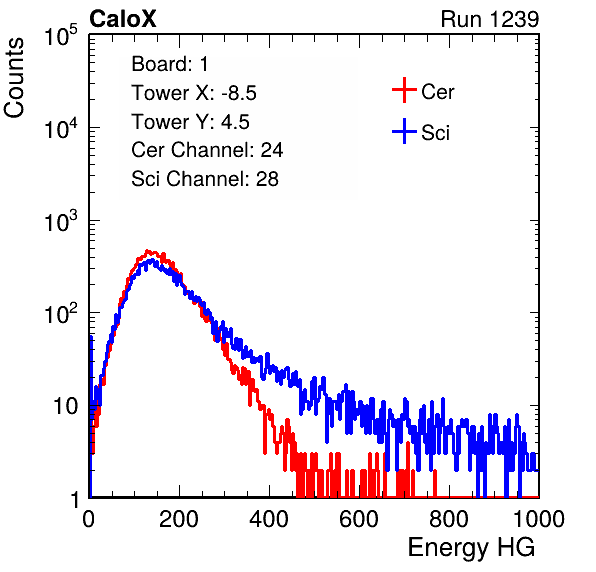 CaloX Run 1239
Counts
Board: 1
Tower X: -8.5
Tower Y: 4.5
Cer Channel: 24
Sci Channel: 28
Cer
Sci
10^5
10^4
10^3
10^2
10
1
0 200 400 600 800 1000
Energy HG